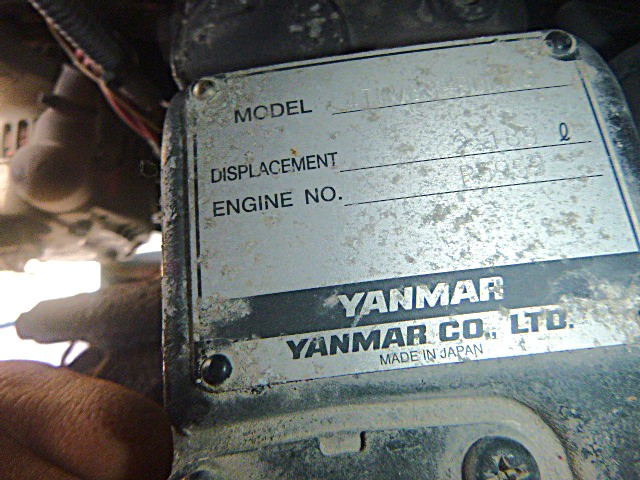 MODEL
DISPLACEMENT ℓ
ENGINE NO.
YANMAR
YANMAR CO., LTD.
MADE IN JAPAN